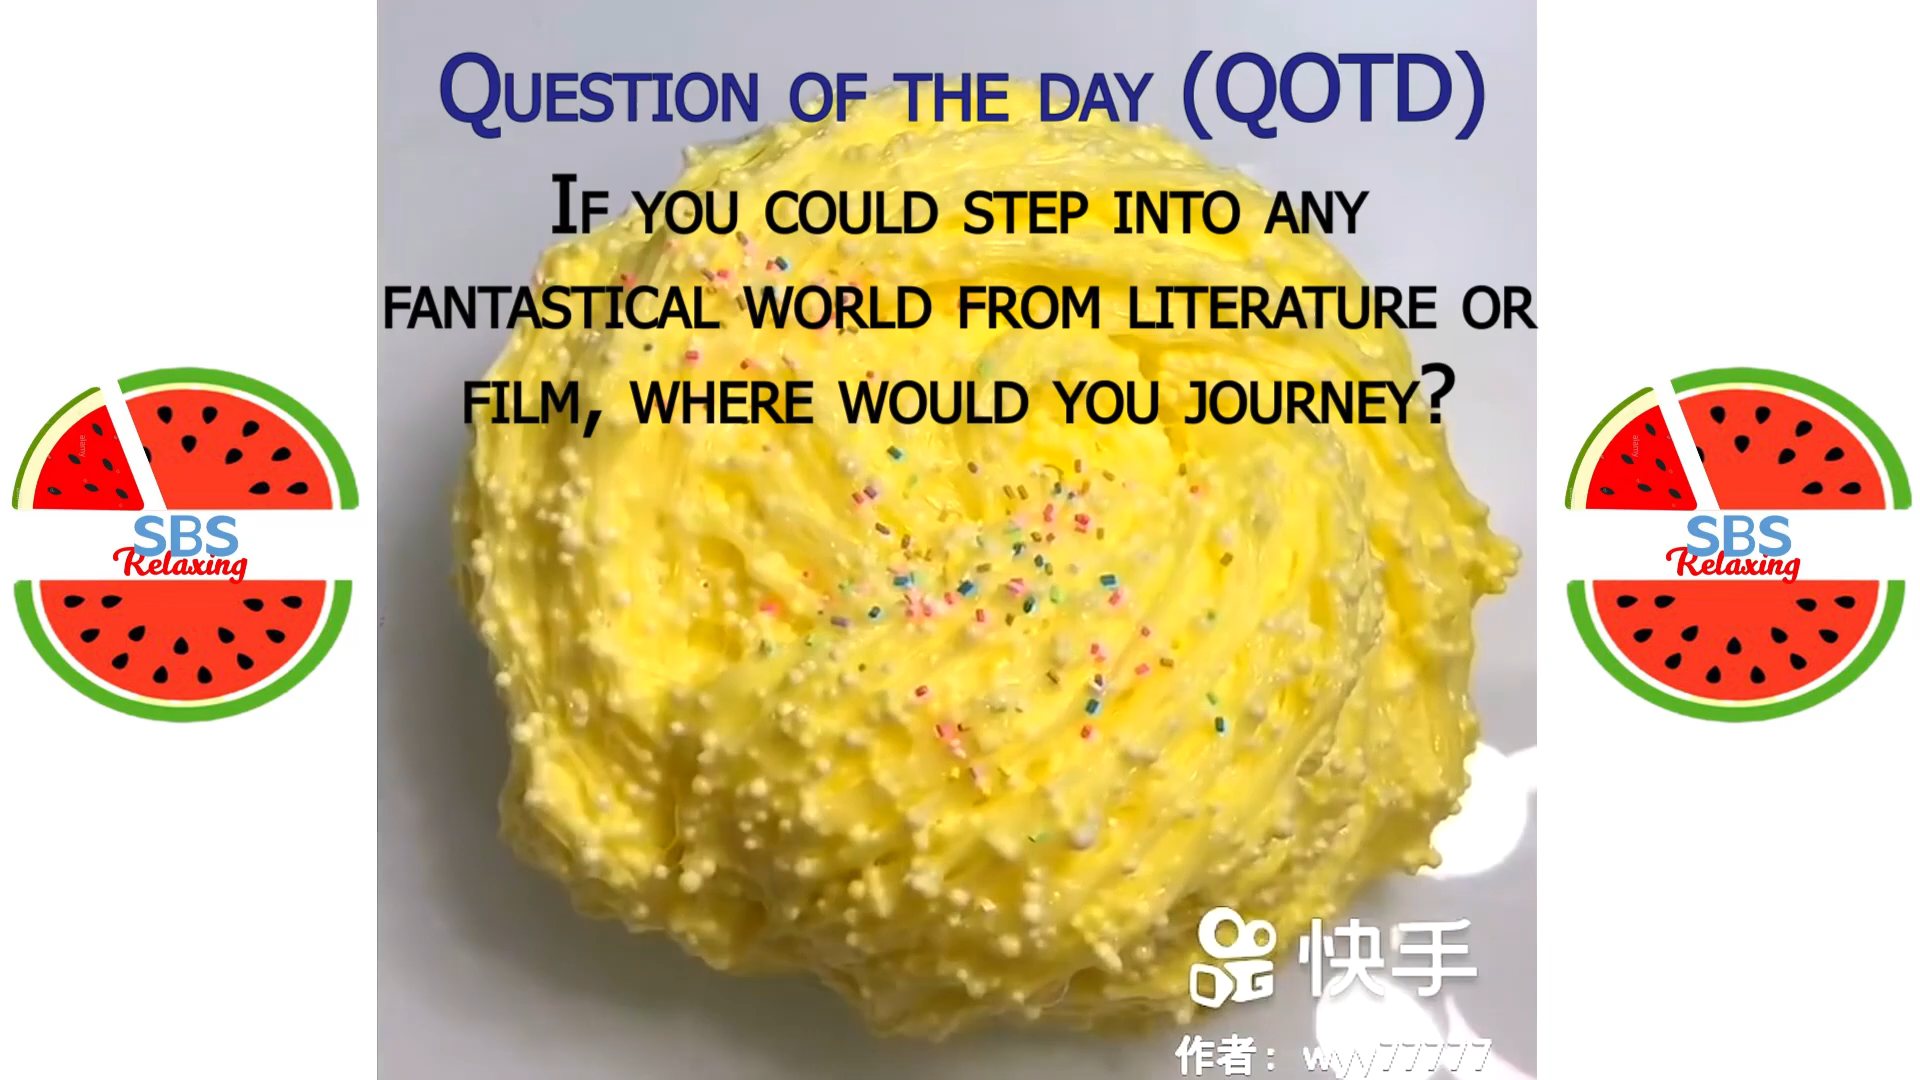 Question of the day (QOTD)
If you could step into any
fantastical world from literature or
film, where would you journey?
SBS
Relaxing
SBS
Relaxing
快手
作者：wyy77777